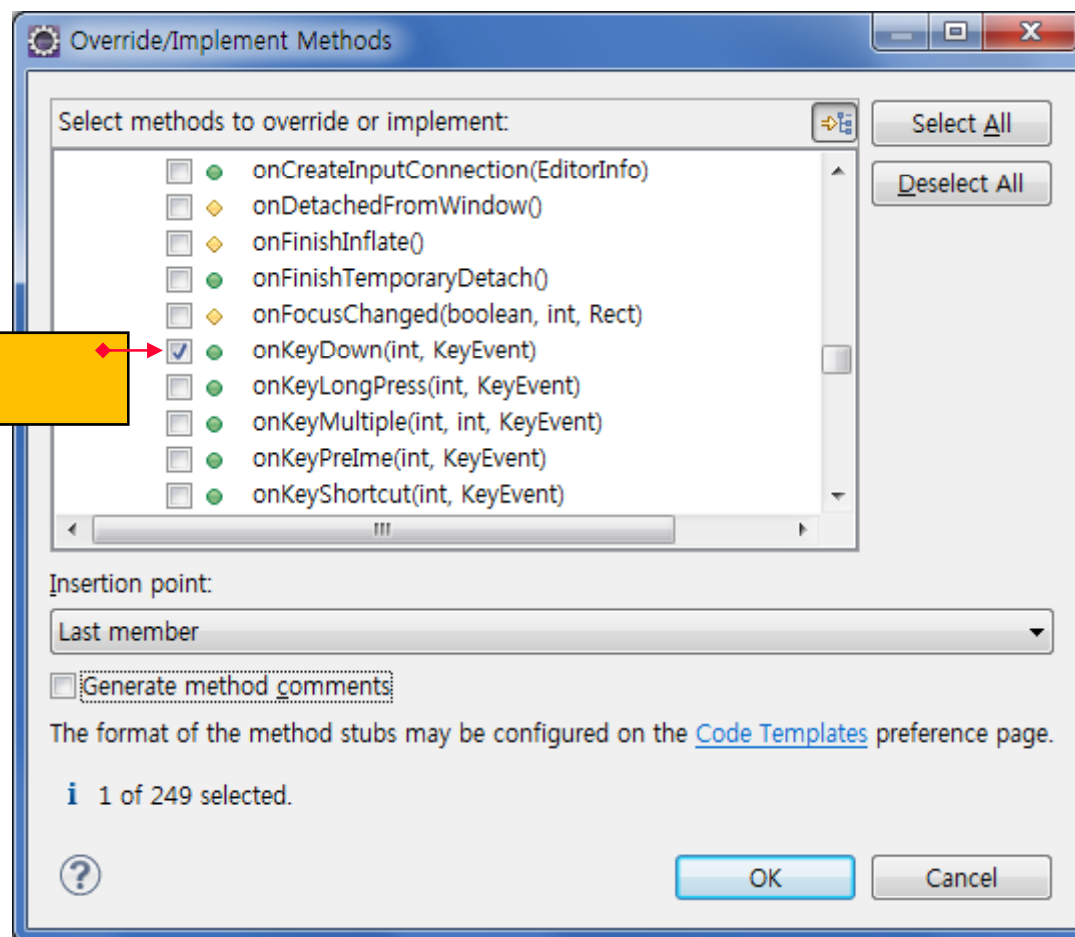 Override/Implement Methods
Select methods to override or implement:
Select All
Deselect All
onCreateInputConnection(EditorInfo)
onDetachedFromWindow()
onFinishInflate()
onFinishTemporaryDetach()
onFocusChanged(boolean, int, Rect)
onKeyDown(int, KeyEvent)
onKeyLongPress(int, KeyEvent)
onKeyMultiple(int, int, KeyEvent)
onKeyPreIme(int, KeyEvent)
onKeyShortcut(int, KeyEvent)
Insertion point:
Last member
Generate method comments
The format of the method stubs may be configured on the Code Templates preference page.
i 1 of 249 selected.
?
OK
Cancel